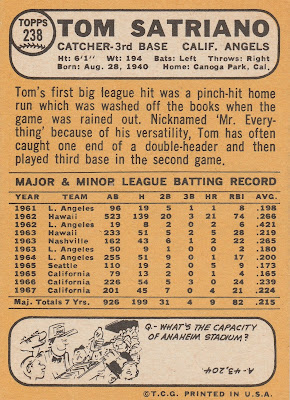 TOPPS
238
TOM SATRIANO
CATCHER-3rd BASE CALIF. ANGELS
Ht: 6'1" Wt: 194 Bats: Left Throws: Right
Born: Aug. 28, 1940 Home: Canoga Park, Cal.
Tom's first big league hit was a pinch-hit home
run which was washed off the books when the
game was rained out. Nicknamed 'Mr. Every-
thing' because of his versatility, Tom has often
caught one end of a double-header and then
played third base in the second game.
MAJOR & MINOR LEAGUE BATTING RECORD
YEAR TEAM AB H 2B 3B HR RBI AVG.
1961 L. Angeles 96 19 5 1 1 8 .198
1962 Hawaii 523 139 20 3 21 74 .266
1962 L. Angeles 19 8 2 0 2 6 .421
1963 Hawaii 233 51 5 2 5 28 .219
1963 Nashville 162 43 6 1 2 22 .265
1963 L. Angeles 50 9 1 0 0 2 .180
1964 L. Angeles 255 51 9 0 1 17 .200
1965 Seattle 110 19 2 0 5 9 .173
1965 California 79 13 2 0 1 4 .165
1966 California 226 54 5 3 0 24 .239
1967 California 201 45 7 0 4 21 .224
Maj. Totals 7 Yrs. 926 199 31 4 9 82 .215
Q- WHAT'S THE CAPACITY
OF ANAHEIM STADIUM?
A- 43,204
© T.C.G. PRINTED IN U.S.A.